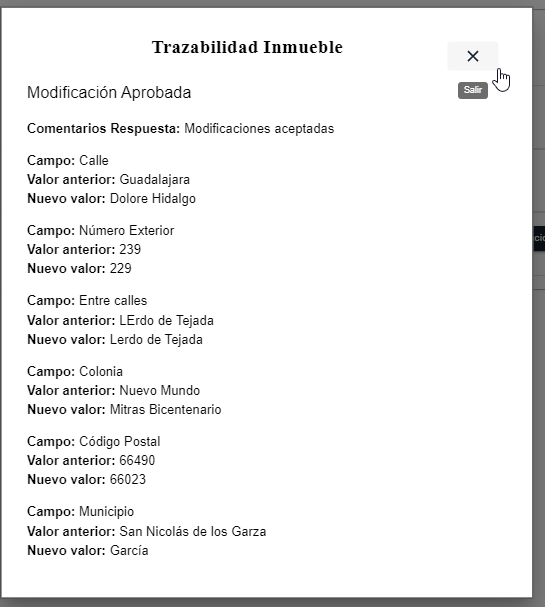 Trazabilidad Inmueble
Salir
Modificación Aprobada
Comentarios Respuesta: Modificaciones aceptadas
Campo: Calle
Valor anterior: Guadalajara
Nuevo valor: Dolore Hidalgo
Campo: Número Exterior
Valor anterior: 239
Nuevo valor: 229
Campo: Entre calles
Valor anterior: LErdo de Tejada
Nuevo valor: Lerdo de Tejada
Campo: Colonia
Valor anterior: Nuevo Mundo
Nuevo valor: Mitras Bicentenario
Campo: Código Postal
Valor anterior: 66490
Nuevo valor: 66023
Campo: Municipio
Valor anterior: San Nicolás de los Garza
Nuevo valor: García